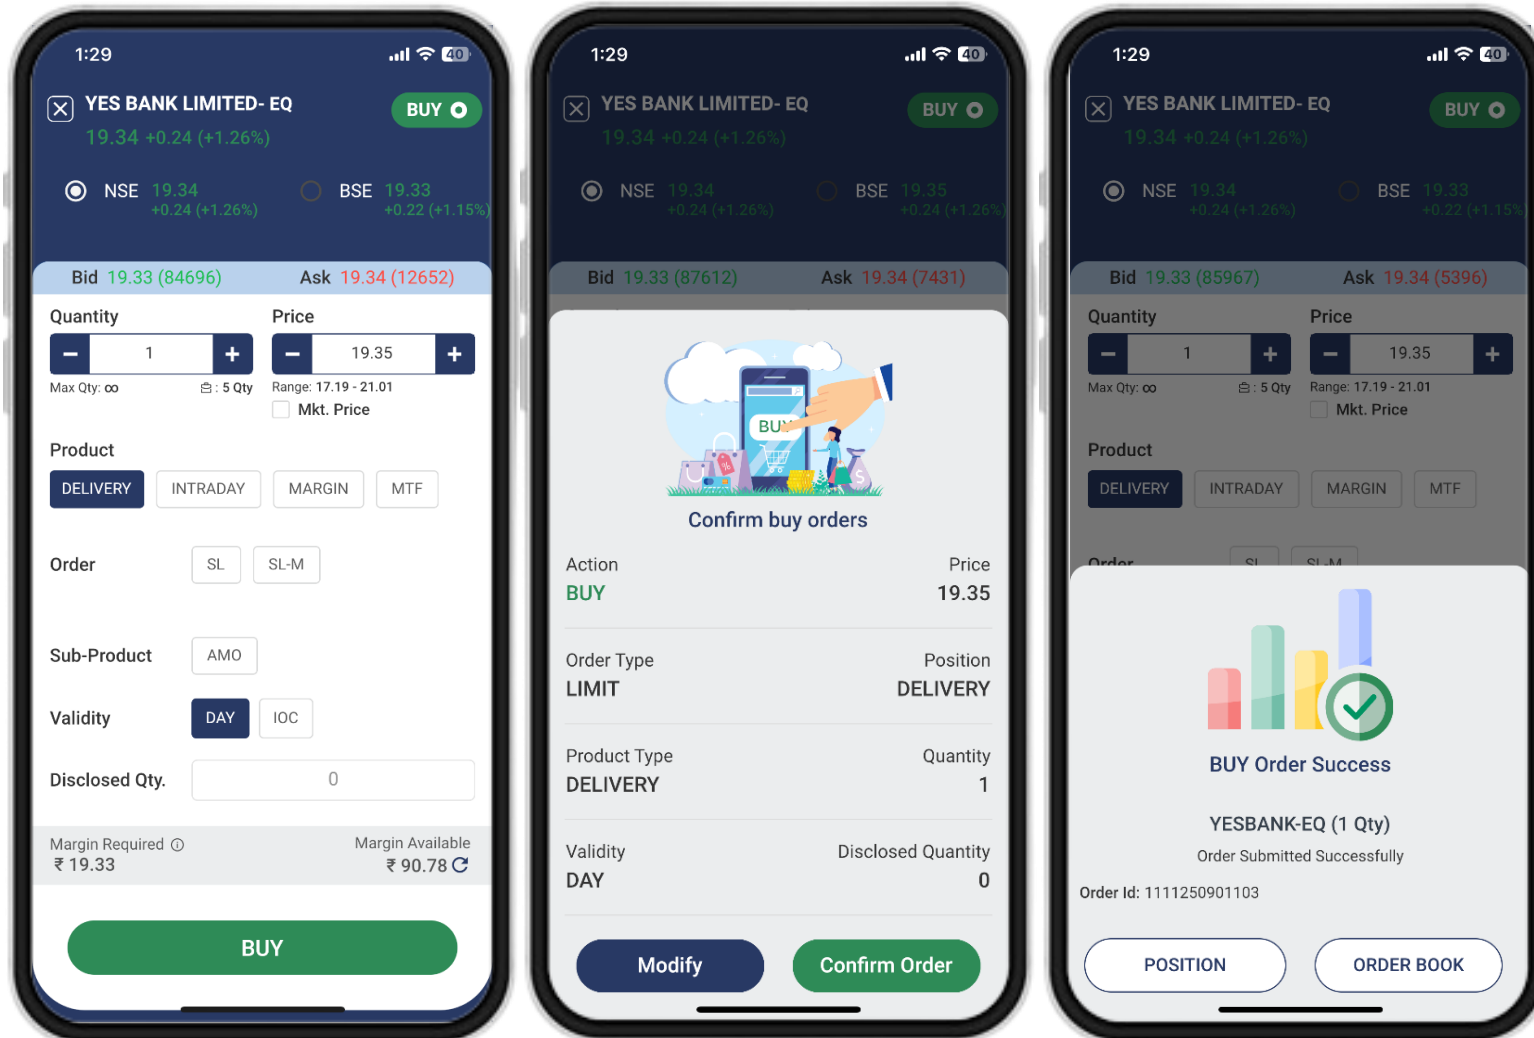 1:29
40
YES BANK LIMITED- EQ
BUY
19.34 +0.24 (+1.26%)
NSE 19.34
+0.24 (+1.26%)
BSE 19.33
+0.22 (+1.15%)
Bid 19.33 (84696)
Ask 19.34 (12652)
Quantity
Price
− 1 +
− 19.35 +
Max Qty: ∞
: 5 Qty
Range: 17.19 - 21.01
Mkt. Price
Product
DELIVERY
INTRADAY
MARGIN
MTF
Order
SL
SL-M
Sub-Product
AMO
Validity
DAY
IOC
Disclosed Qty.
0
Margin Required
₹ 19.33
Margin Available
₹ 90.78
BUY
1:29
40
YES BANK LIMITED- EQ
BUY
19.34 +0.24 (+1.26%)
NSE 19.34
+0.24 (+1.26%)
BSE 19.35
+0.24 (+1.26%)
Bid 19.33 (87612)
Ask 19.34 (7431)
BUY
%
$
Confirm buy orders
Action
BUY
Price
19.35
Order Type
LIMIT
Position
DELIVERY
Product Type
DELIVERY
Quantity
1
Validity
DAY
Disclosed Quantity
0
Modify
Confirm Order
1:29
40
YES BANK LIMITED- EQ
BUY
19.34 +0.24 (+1.26%)
NSE 19.34
+0.24 (+1.26%)
BSE 19.33
+0.22 (+1.15%)
Bid 19.33 (85967)
Ask 19.34 (5396)
Quantity
Price
− 1 +
− 19.35 +
Max Qty: ∞
: 5 Qty
Range: 17.19 - 21.01
Mkt. Price
Product
DELIVERY
INTRADAY
MARGIN
MTF
Order
SL
SL-M
BUY Order Success
YESBANK-EQ (1 Qty)
Order Submitted Successfully
Order Id: 1111250901103
POSITION
ORDER BOOK